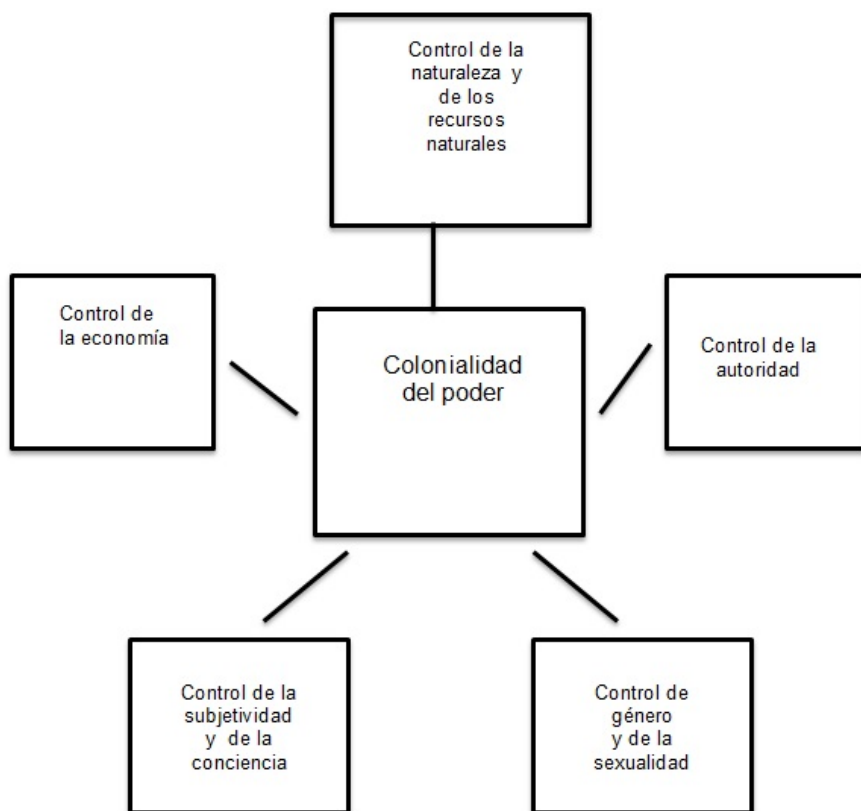 Control de la
naturaleza y
de los
recursos
naturales
Control de
la economía
Colonialidad
del poder
Control de la
autoridad
Control de la
subjetividad
y de la
conciencia
Control de
género
y de la
sexualidad